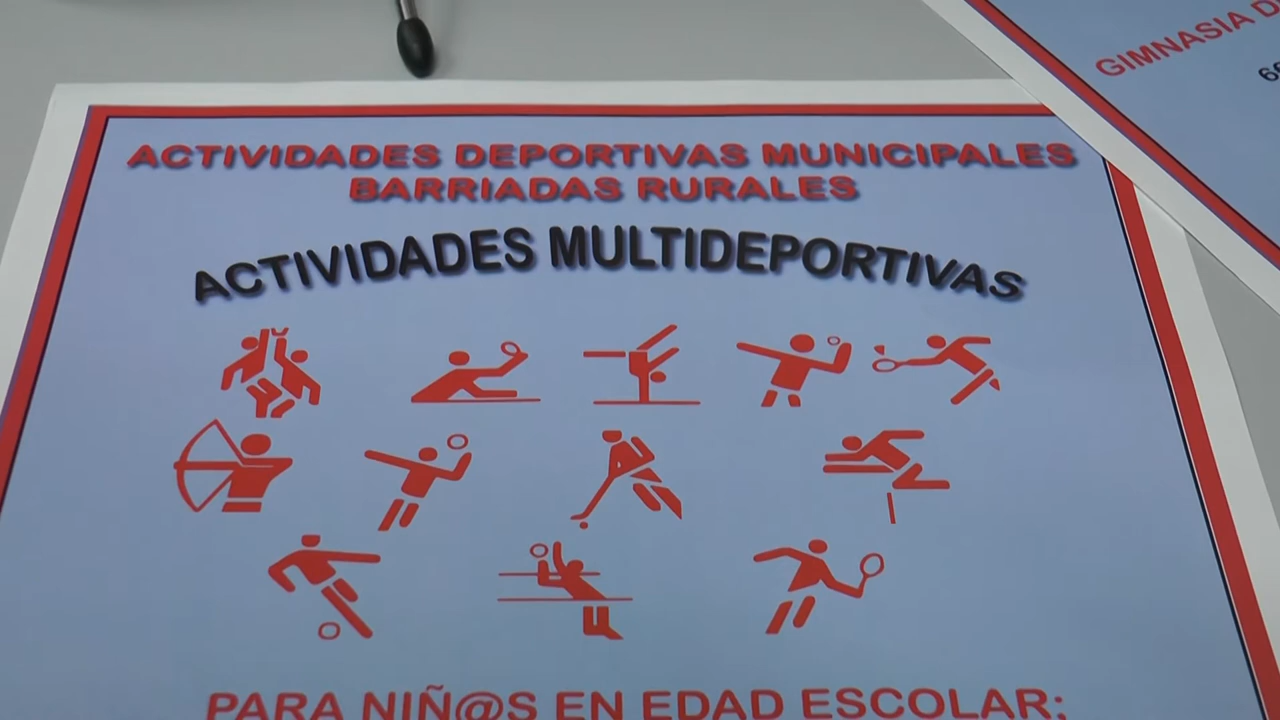 ACTIVIDADES DEPORTIVAS MUNICIPALES
BARRIADAS RURALES
ACTIVIDADES MULTIDEPORTIVAS
PARA NIÑ@S EN EDAD ESCOLAR:
GIMNASIA